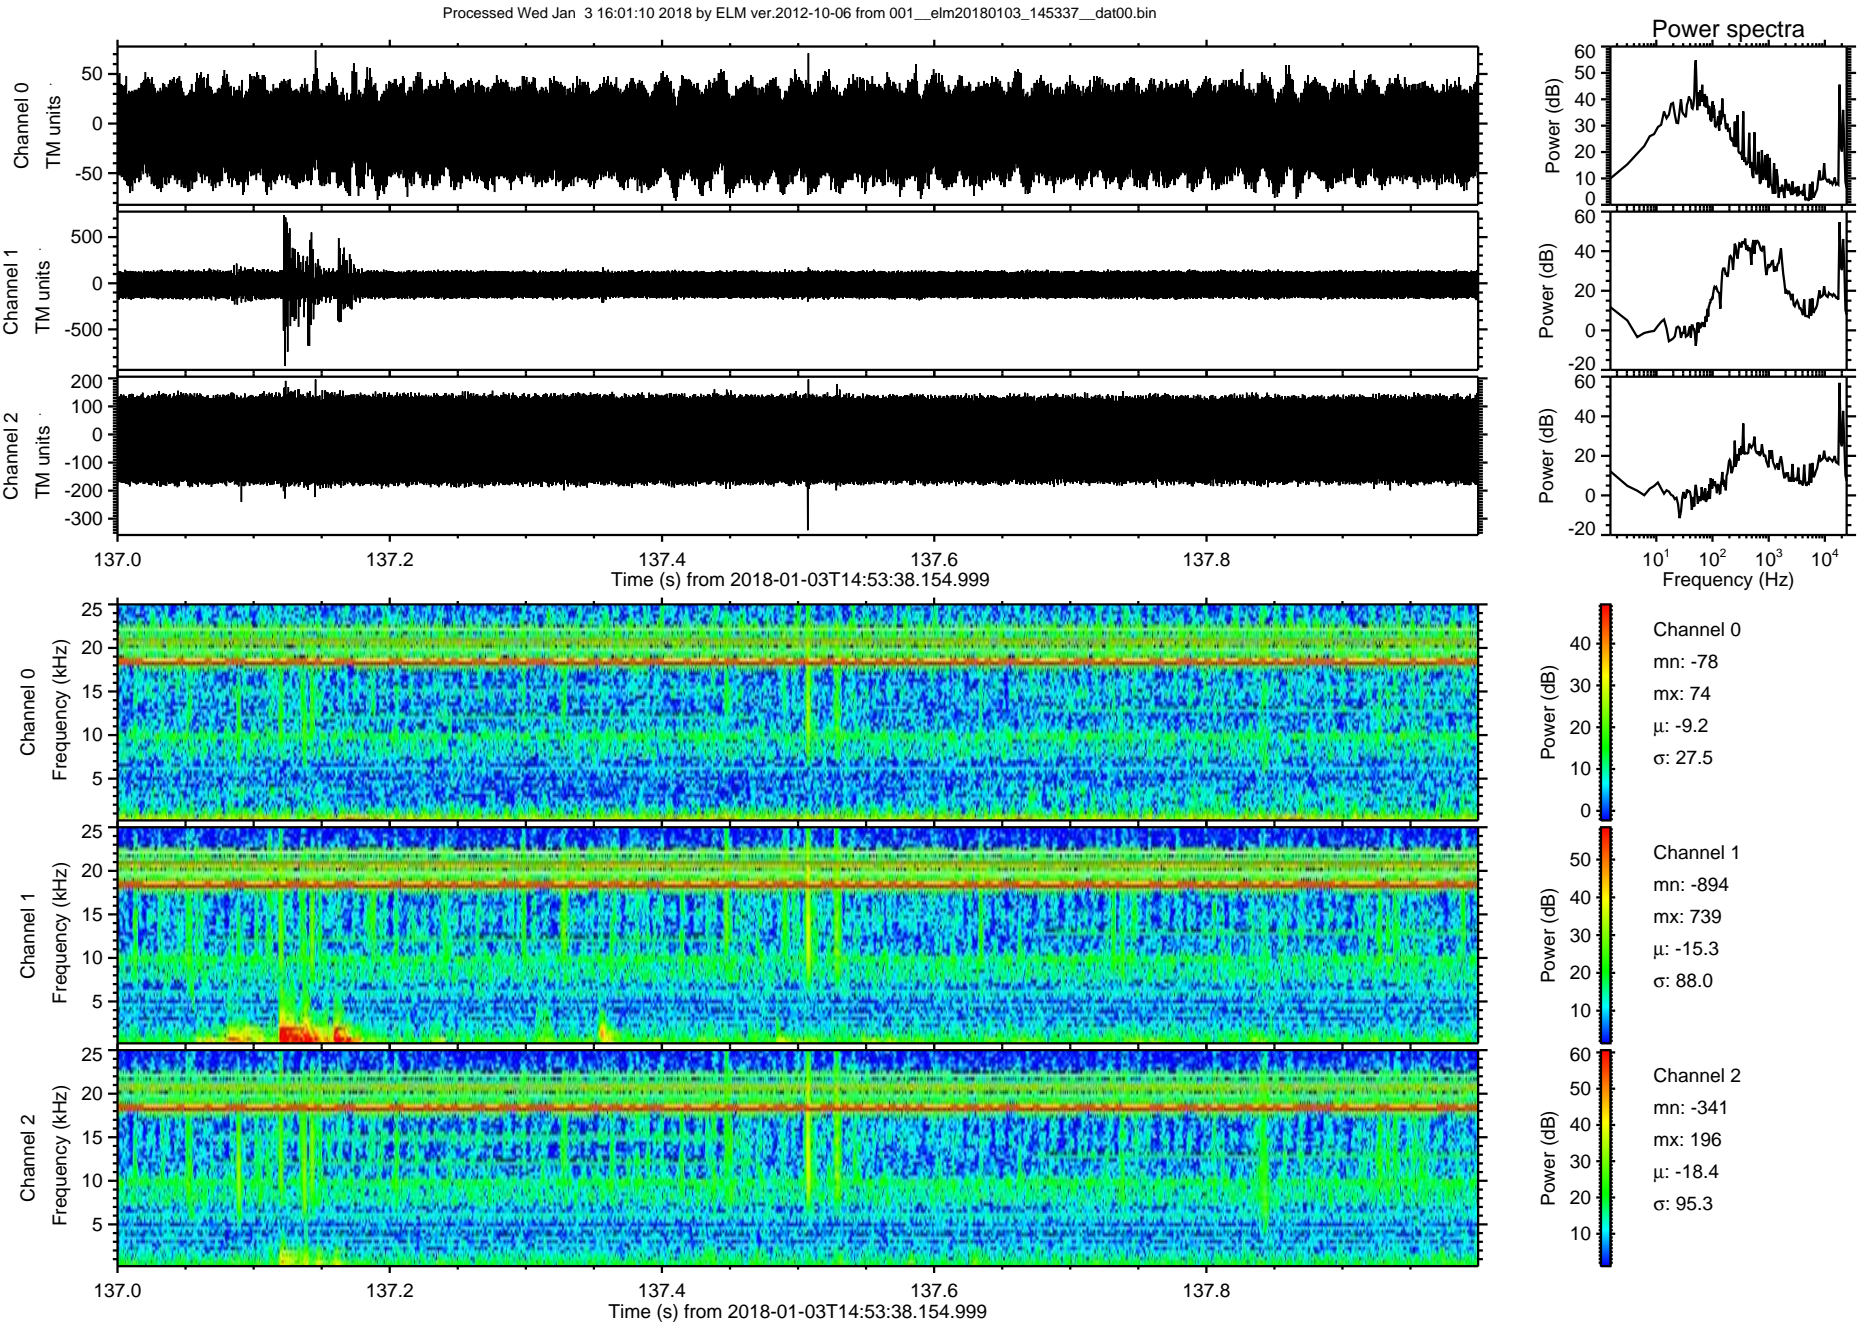 Processed Wed Jan  3 16:01:10 2018 by ELM ver.2012-10-06 from 001__elm20180103_145337__dat00.bin
Power spectra
Channel 0
TM units
50
0
-50
Power (dB)
60
50
40
30
20
10
0
Channel 1
TM units
500
0
-500
Power (dB)
60
40
20
0
-20
Channel 2
TM units
200
100
0
-100
-200
-300
Power (dB)
60
40
20
0
-20
137.0 137.2 137.4 137.6 137.8
Time (s) from 2018-01-03T14:53:38.154.999
10^1 10^2 10^3 10^4
Frequency (Hz)
Channel 0
Frequency (kHz)
25
20
15
10
5
Power (dB)
40
30
20
10
0
Channel 0
mn: -78
mx: 74
μ: -9.2
σ: 27.5
Channel 1
Frequency (kHz)
25
20
15
10
5
Power (dB)
50
40
30
20
10
Channel 1
mn: -894
mx: 739
μ: -15.3
σ: 88.0
Channel 2
Frequency (kHz)
25
20
15
10
5
Power (dB)
60
50
40
30
20
10
Channel 2
mn: -341
mx: 196
μ: -18.4
σ: 95.3
137.0 137.2 137.4 137.6 137.8
Time (s) from 2018-01-03T14:53:38.154.999